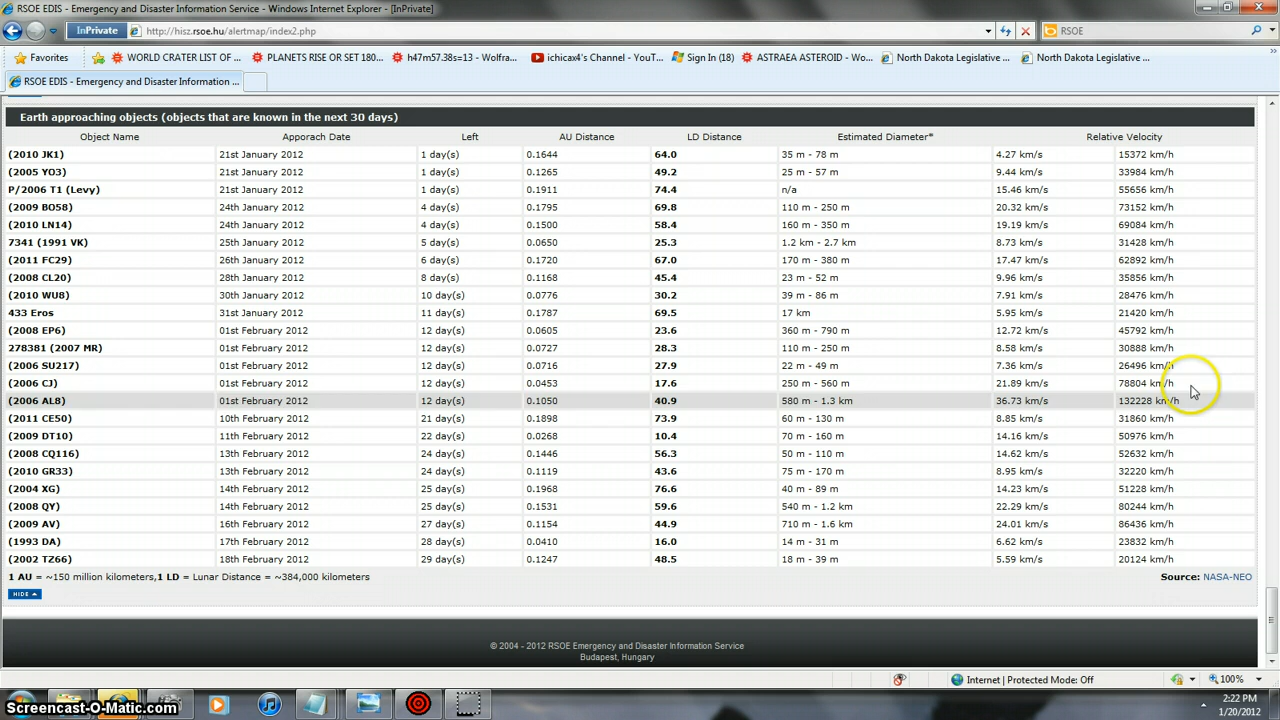 RSOE EDIS - Emergency and Disaster Information Service - Windows Internet Explorer - [InPrivate]
InPrivate http://hisz.rsoe.hu/alertmap/index2.php RSOE
Favorites WORLD CRATER LIST OF ... PLANETS RISE OR SET 180... h47m57.38s=13 - Wolfra... ichicax4's Channel - YouT... Sign In (18) ASTRAEA ASTEROID - Wo... North Dakota Legislative ... North Dakota Legislative ...
RSOE EDIS - Emergency and Disaster Information ...
Earth approaching objects (objects that are known in the next 30 days)
Object Name Apporach Date Left AU Distance LD Distance Estimated Diameter* Relative Velocity
(2010 JK1) 21st January 2012 1 day(s) 0.1644 64.0 35 m - 78 m 4.27 km/s 15372 km/h
(2005 YO3) 21st January 2012 1 day(s) 0.1265 49.2 25 m - 57 m 9.44 km/s 33984 km/h
P/2006 T1 (Levy) 21st January 2012 1 day(s) 0.1911 74.4 n/a 15.46 km/s 55656 km/h
(2009 BO58) 24th January 2012 4 day(s) 0.1795 69.8 110 m - 250 m 20.32 km/s 73152 km/h
(2010 LN14) 24th January 2012 4 day(s) 0.1500 58.4 160 m - 350 m 19.19 km/s 69084 km/h
7341 (1991 VK) 25th January 2012 5 day(s) 0.0650 25.3 1.2 km - 2.7 km 8.73 km/s 31428 km/h
(2011 FC29) 26th January 2012 6 day(s) 0.1720 67.0 170 m - 380 m 17.47 km/s 62892 km/h
(2008 CL20) 28th January 2012 8 day(s) 0.1168 45.4 23 m - 52 m 9.96 km/s 35856 km/h
(2010 WU8) 30th January 2012 10 day(s) 0.0776 30.2 39 m - 86 m 7.91 km/s 28476 km/h
433 Eros 31st January 2012 11 day(s) 0.1787 69.5 17 km 5.95 km/s 21420 km/h
(2008 EP6) 01st February 2012 12 day(s) 0.0605 23.6 360 m - 790 m 12.72 km/s 45792 km/h
278381 (2007 MR) 01st February 2012 12 day(s) 0.0727 28.3 110 m - 250 m 8.58 km/s 30888 km/h
(2006 SU217) 01st February 2012 12 day(s) 0.0716 27.9 22 m - 49 m 7.36 km/s 26496 km/h
(2006 CJ) 01st February 2012 12 day(s) 0.0453 17.6 250 m - 560 m 21.89 km/s 78804 km/h
(2006 AL8) 01st February 2012 12 day(s) 0.1050 40.9 580 m - 1.3 km 36.73 km/s 132228 km/h
(2011 CE50) 10th February 2012 21 day(s) 0.1898 73.9 60 m - 130 m 8.85 km/s 31860 km/h
(2009 DT10) 11th February 2012 22 day(s) 0.0268 10.4 70 m - 160 m 14.16 km/s 50976 km/h
(2008 CQ116) 13th February 2012 24 day(s) 0.1446 56.3 50 m - 110 m 14.62 km/s 52632 km/h
(2010 GR33) 13th February 2012 24 day(s) 0.1119 43.6 75 m - 170 m 8.95 km/s 32220 km/h
(2004 XG) 14th February 2012 25 day(s) 0.1968 76.6 40 m - 89 m 14.23 km/s 51228 km/h
(2008 QY) 14th February 2012 25 day(s) 0.1531 59.6 540 m - 1.2 km 22.29 km/s 80244 km/h
(2009 AV) 16th February 2012 27 day(s) 0.1154 44.9 710 m - 1.6 km 24.01 km/s 86436 km/h
(1993 DA) 17th February 2012 28 day(s) 0.0410 16.0 14 m - 31 m 6.62 km/s 23832 km/h
(2002 TZ66) 18th February 2012 29 day(s) 0.1247 48.5 18 m - 39 m 5.59 km/s 20124 km/h
1 AU = ~150 million kilometers,1 LD = Lunar Distance = ~384,000 kilometers Source: NASA-NEO
HIDE
© 2004 - 2012 RSOE Emergency and Disaster Information Service
Budapest, Hungary
Internet | Protected Mode: Off 100%
Screencast-O-Matic.com 2:22 PM
1/20/2012